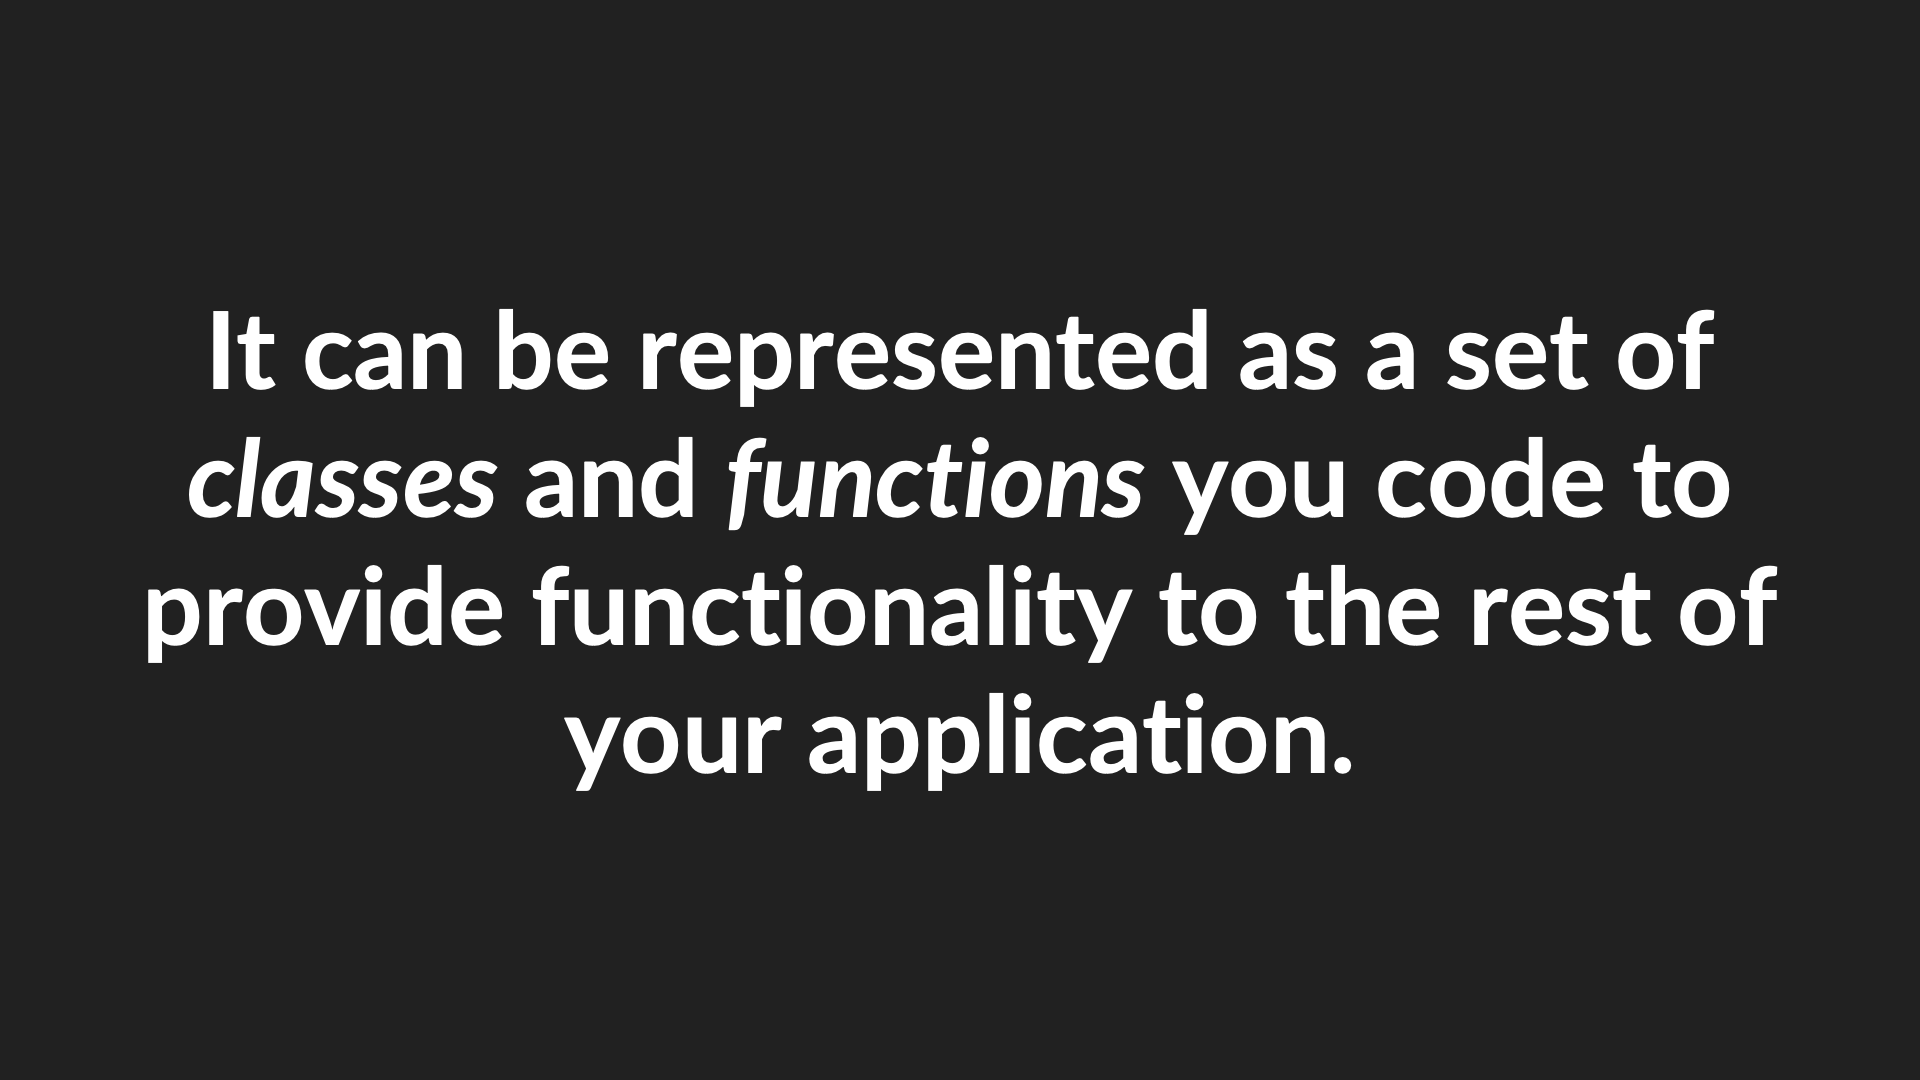 It can be represented as a set of
classes and functions you code to
provide functionality to the rest of
your application.